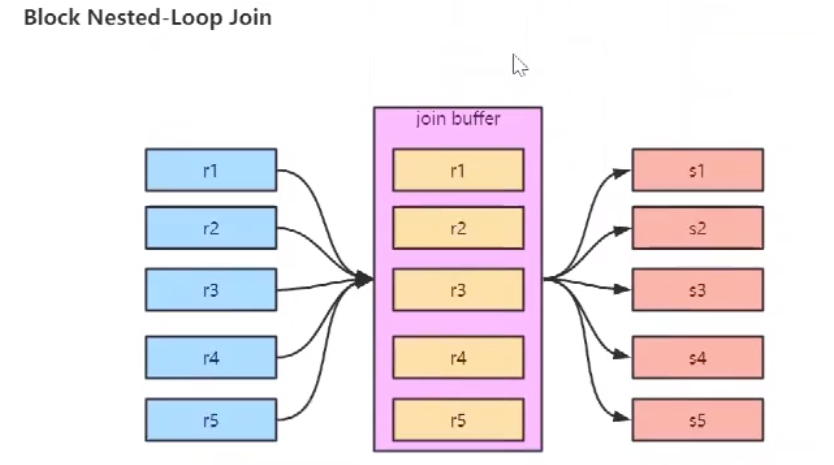 Block Nested-Loop Join
join buffer
r1 r1 s1
r2 r2 s2
r3 r3 s3
r4 r4 s4
r5 r5 s5